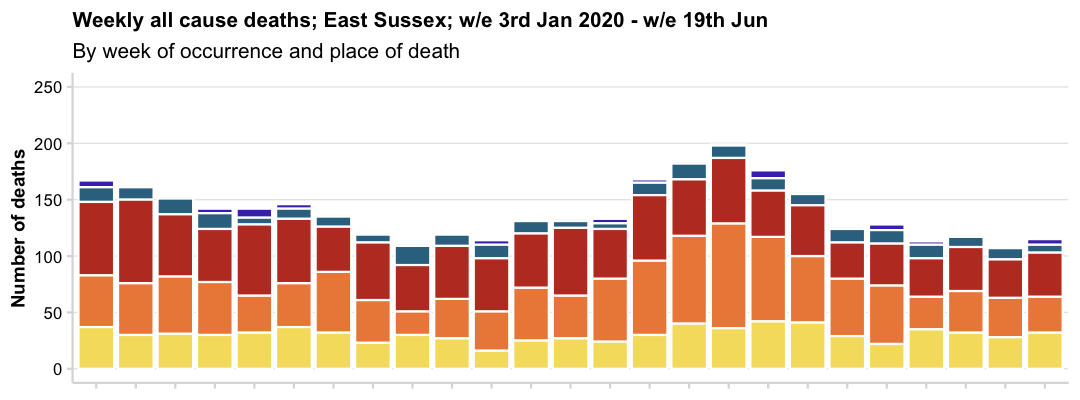 Weekly all cause deaths; East Sussex; w/e 3rd Jan 2020 - w/e 19th Jun
By week of occurrence and place of death
250
200
150
100
50
0
Number of deaths